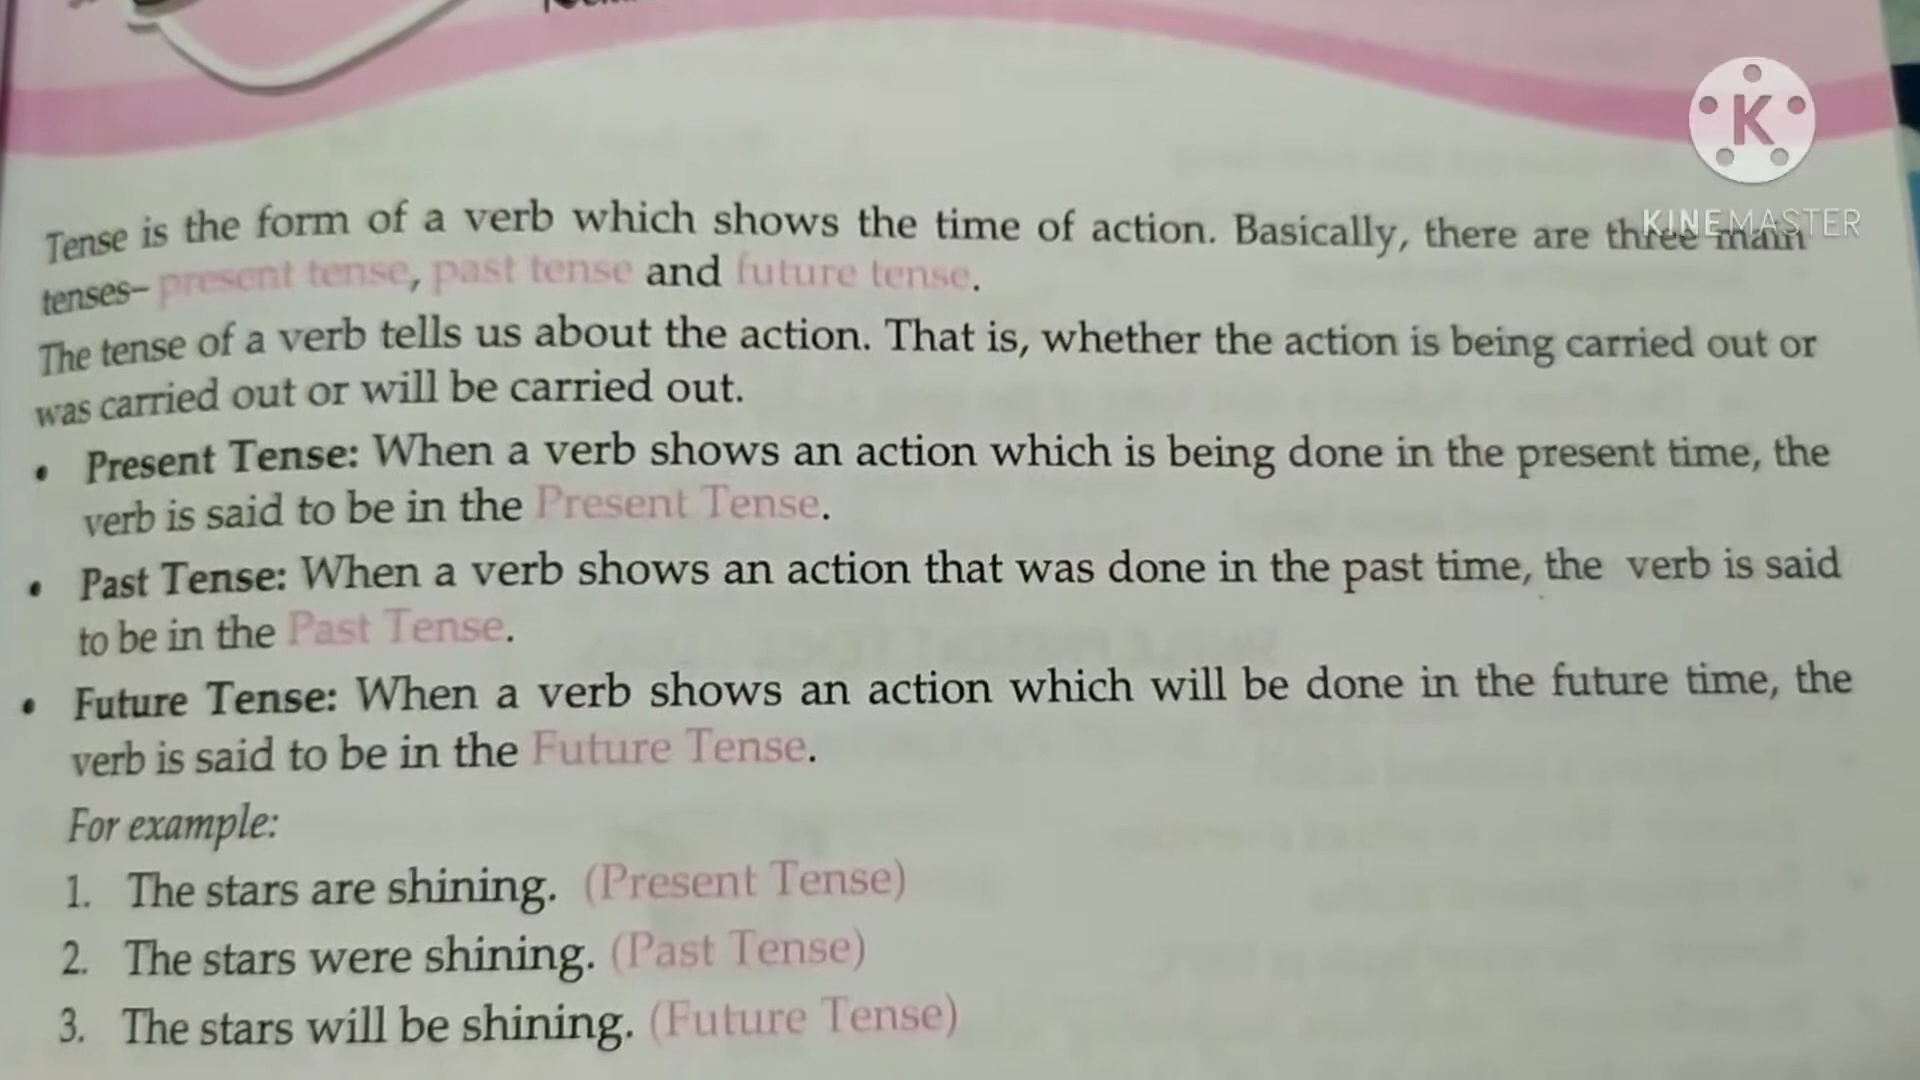 K
KINEMASTER
Tense is the form of a verb which shows the time of action. Basically, there are three main
tenses– present tense, past tense and future tense.
The tense of a verb tells us about the action. That is, whether the action is being carried out or
was carried out or will be carried out.
• Present Tense: When a verb shows an action which is being done in the present time, the
verb is said to be in the Present Tense.
• Past Tense: When a verb shows an action that was done in the past time, the verb is said
to be in the Past Tense.
• Future Tense: When a verb shows an action which will be done in the future time, the
verb is said to be in the Future Tense.
For example:
1. The stars are shining. (Present Tense)
2. The stars were shining. (Past Tense)
3. The stars will be shining. (Future Tense)